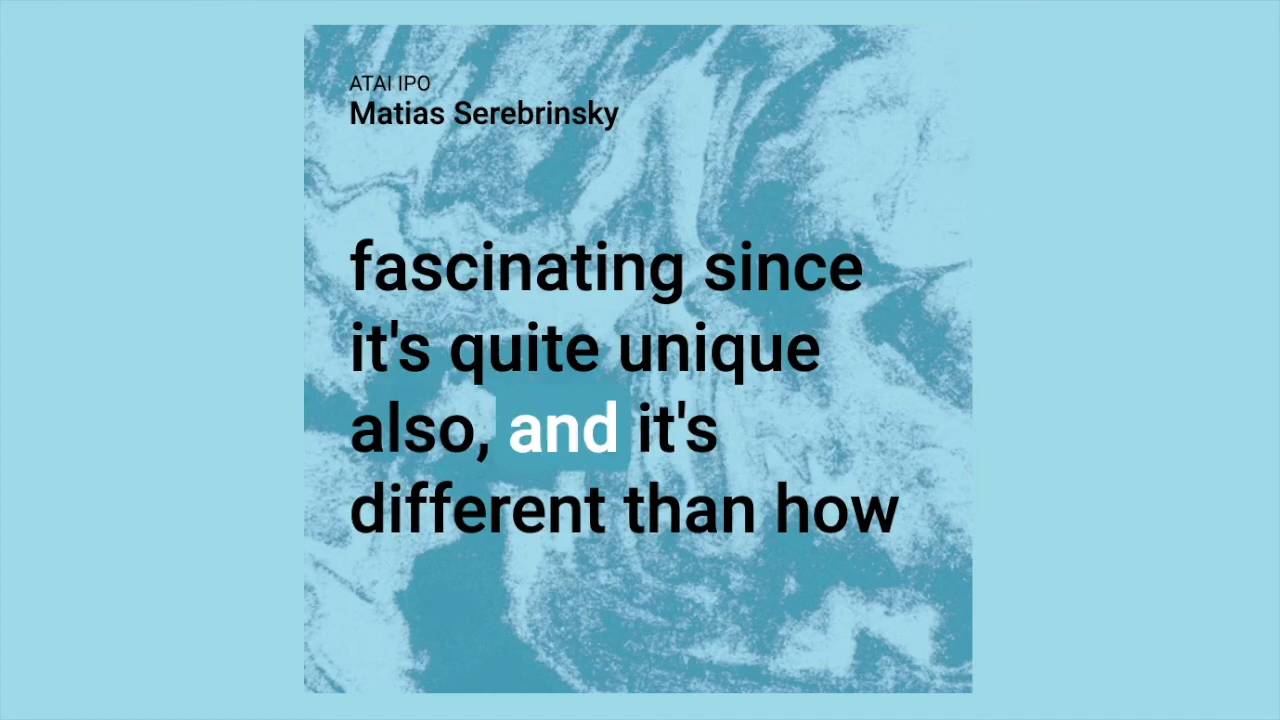 ATAI IPO
Matias Serebrinsky
fascinating since
it's quite unique
also, and it's
different than how